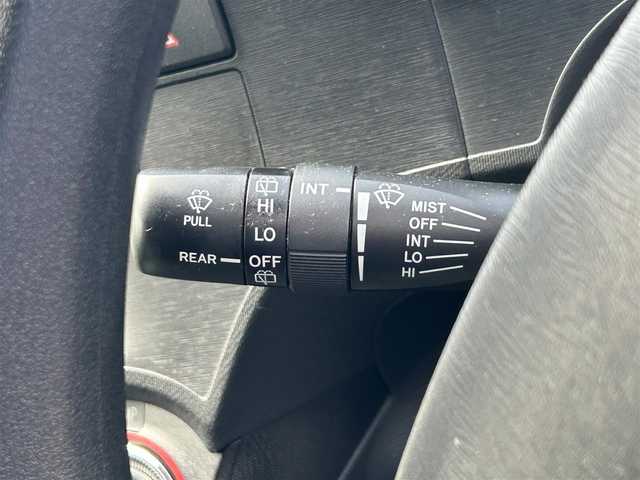 PULL
REAR
HI
LO
OFF
INT
MIST
OFF
INT
LO
HI